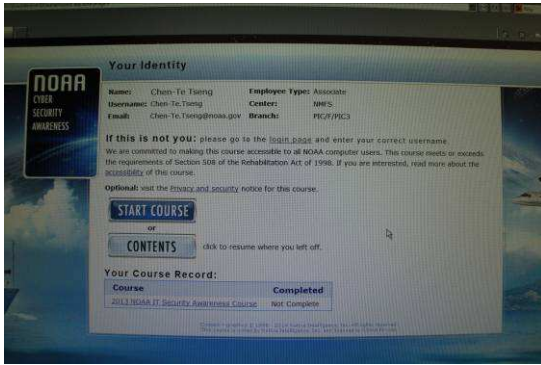 Your Identity
NOAA
CYBER
SECURITY
AWARENESS
Name: Chen-Te Tseng Employee Type: Associate
Username: Chen-Te.Tseng Center: NMFS
Email: Chen-Te.Tseng@noaa.gov Branch: PIC/F/PIC3
If this is not you: please go to the login page and enter your correct username.
We are committed to making this course accessible to all NOAA computer users. This course meets or exceeds
the requirements of Section 508 of the Rehabilitation Act of 1998. If you are interested, read more about the
accessibility of this course.
Optional: visit the Privacy and security notice for this course.
START COURSE
or
CONTENTS click to resume where you left off.
Your Course Record:
Course Completed
2013 NOAA IT Security Awareness Course Not Complete